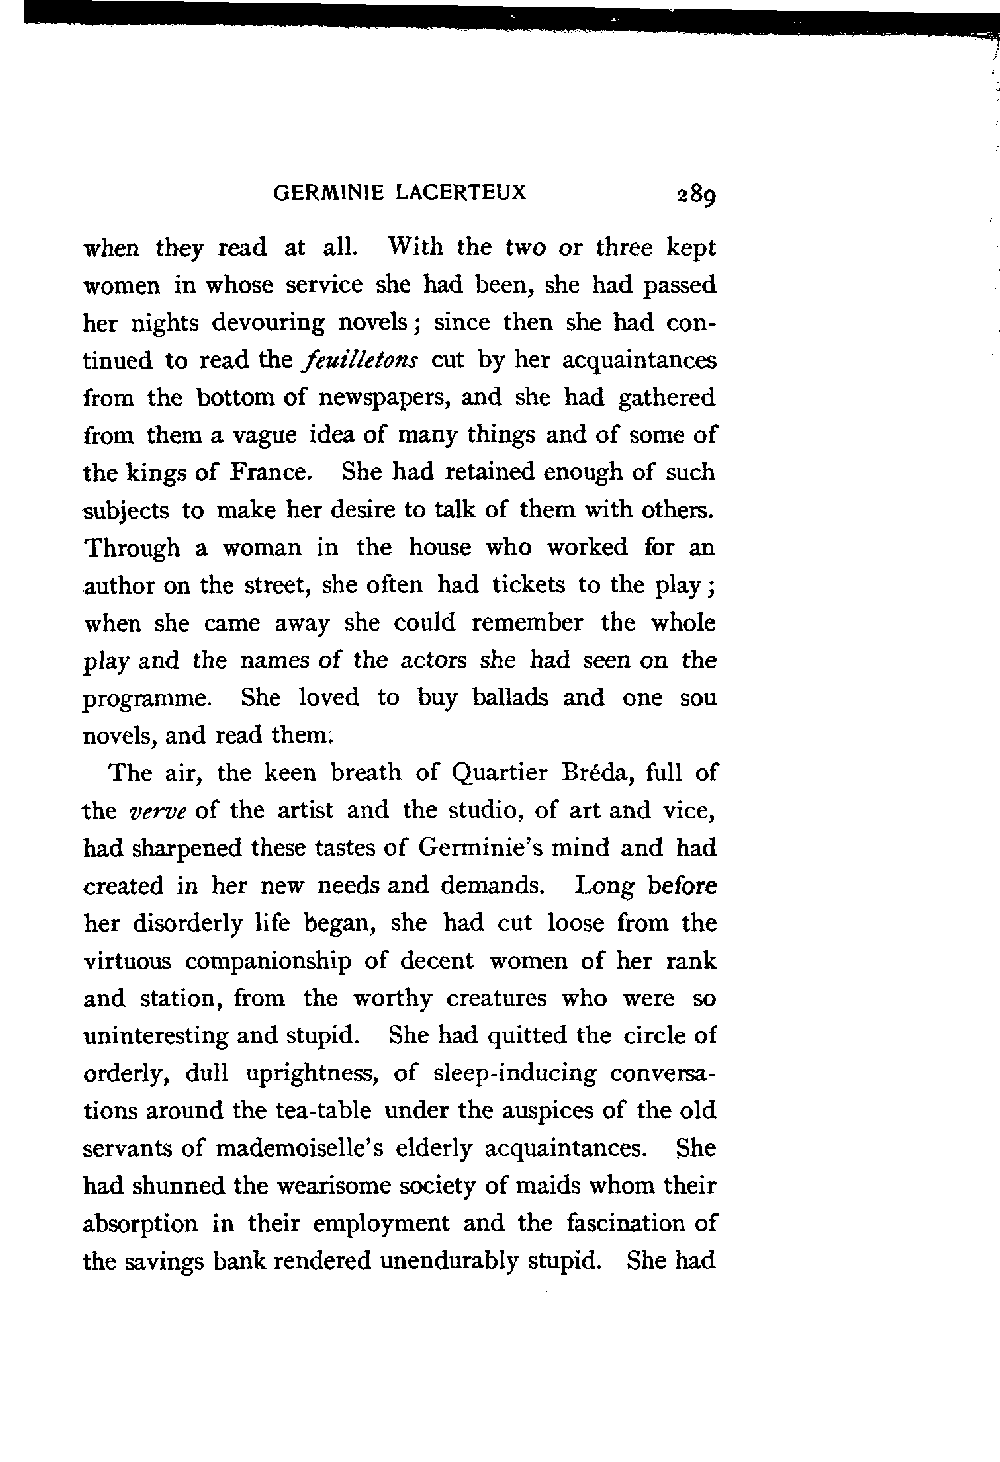 GERMINIE LACERTEUX 289
when they read at all. With the two or three kept
women in whose service she had been, she had passed
her nights devouring novels; since then she had con-
tinued to read the feuilletons cut by her acquaintances
from the bottom of newspapers, and she had gathered
from them a vague idea of many things and of some of
the kings of France. She had retained enough of such
subjects to make her desire to talk of them with others.
Through a woman in the house who worked for an
author on the street, she often had tickets to the play;
when she came away she could remember the whole
play and the names of the actors she had seen on the
programme. She loved to buy ballads and one sou
novels, and read them.
The air, the keen breath of Quartier Bréda, full of
the verve of the artist and the studio, of art and vice,
had sharpened these tastes of Germinie's mind and had
created in her new needs and demands. Long before
her disorderly life began, she had cut loose from the
virtuous companionship of decent women of her rank
and station, from the worthy creatures who were so
uninteresting and stupid. She had quitted the circle of
orderly, dull uprightness, of sleep-inducing conversa-
tions around the tea-table under the auspices of the old
servants of mademoiselle's elderly acquaintances. She
had shunned the wearisome society of maids whom their
absorption in their employment and the fascination of
the savings bank rendered unendurably stupid. She had